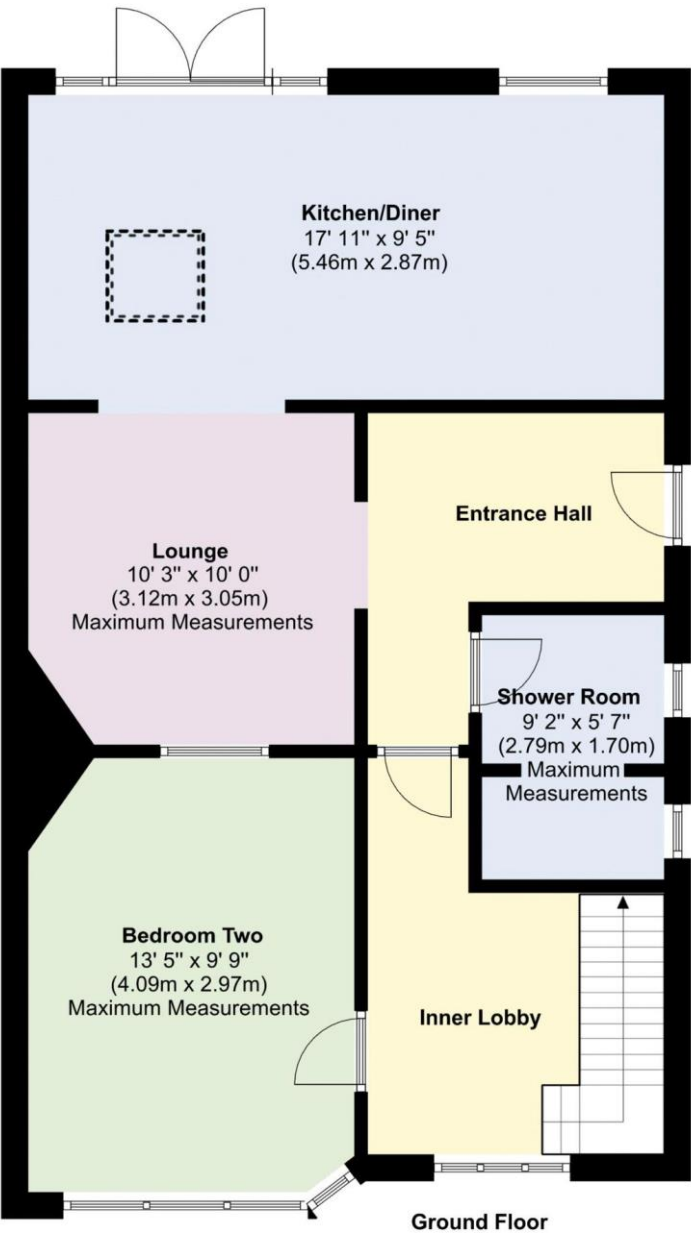 Kitchen/Diner
17' 11" x 9' 5"
(5.46m x 2.87m)
Entrance Hall
Lounge
10' 3" x 10' 0"
(3.12m x 3.05m)
Maximum Measurements
Shower Room
9' 2" x 5' 7"
(2.79m x 1.70m)
Maximum
Measurements
Bedroom Two
13' 5" x 9' 9"
(4.09m x 2.97m)
Maximum Measurements
Inner Lobby
Ground Floor